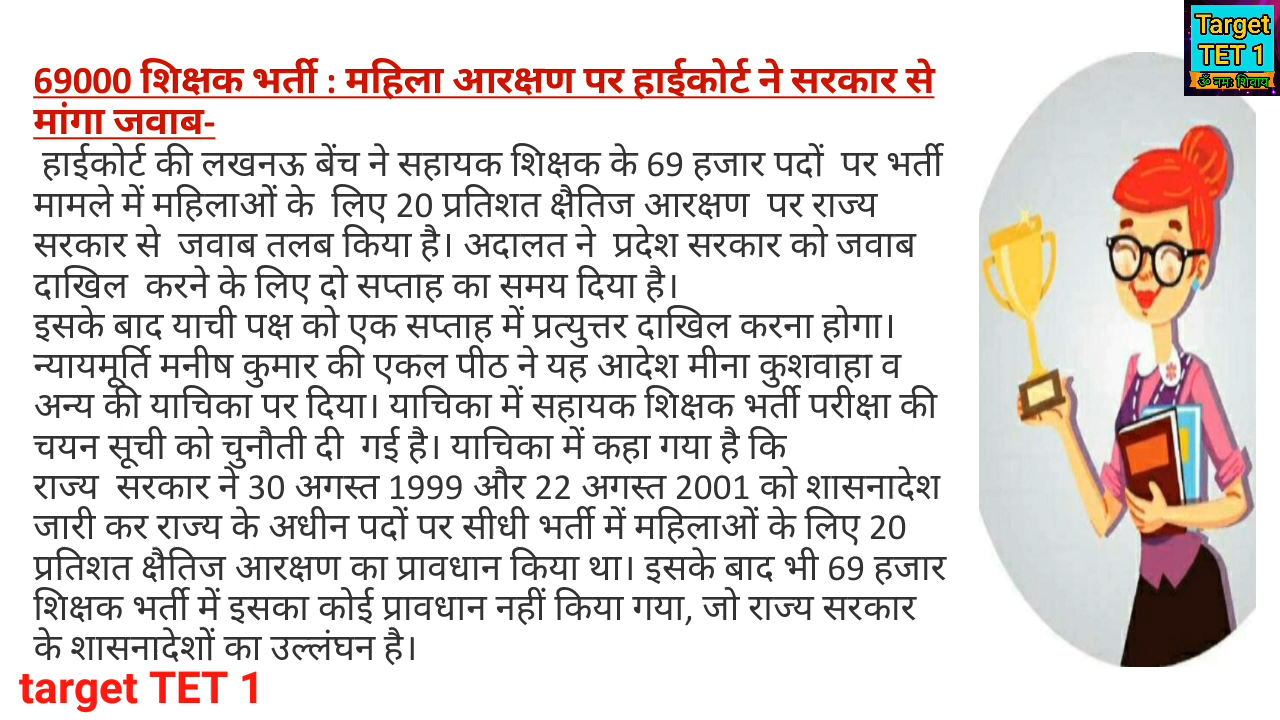 Target
TET 1
ॐ नमः शिवाय
69000 शिक्षक भर्ती : महिला आरक्षण पर हाईकोर्ट ने सरकार से
मांगा जवाब-
हाईकोर्ट की लखनऊ बेंच ने सहायक शिक्षक के 69 हजार पदों पर भर्ती
मामले में महिलाओं के लिए 20 प्रतिशत क्षैतिज आरक्षण पर राज्य
सरकार से जवाब तलब किया है। अदालत ने प्रदेश सरकार को जवाब
दाखिल करने के लिए दो सप्ताह का समय दिया है।
इसके बाद याची पक्ष को एक सप्ताह में प्रत्युत्तर दाखिल करना होगा।
न्यायमूर्ति मनीष कुमार की एकल पीठ ने यह आदेश मीना कुशवाहा व
अन्य की याचिका पर दिया। याचिका में सहायक शिक्षक भर्ती परीक्षा की
चयन सूची को चुनौती दी गई है। याचिका में कहा गया है कि
राज्य सरकार ने 30 अगस्त 1999 और 22 अगस्त 2001 को शासनादेश
जारी कर राज्य के अधीन पदों पर सीधी भर्ती में महिलाओं के लिए 20
प्रतिशत क्षैतिज आरक्षण का प्रावधान किया था। इसके बाद भी 69 हजार
शिक्षक भर्ती में इसका कोई प्रावधान नहीं किया गया, जो राज्य सरकार
के शासनादेशों का उल्लंघन है।
target TET 1